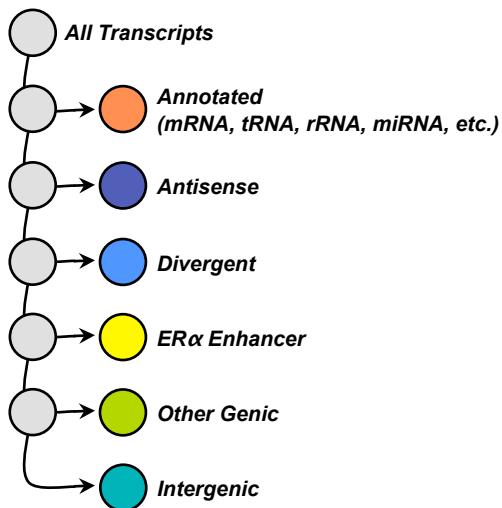 All Transcripts
Annotated
(mRNA, tRNA, rRNA, miRNA, etc.)
Antisense
Divergent
ERα Enhancer
Other Genic
Intergenic